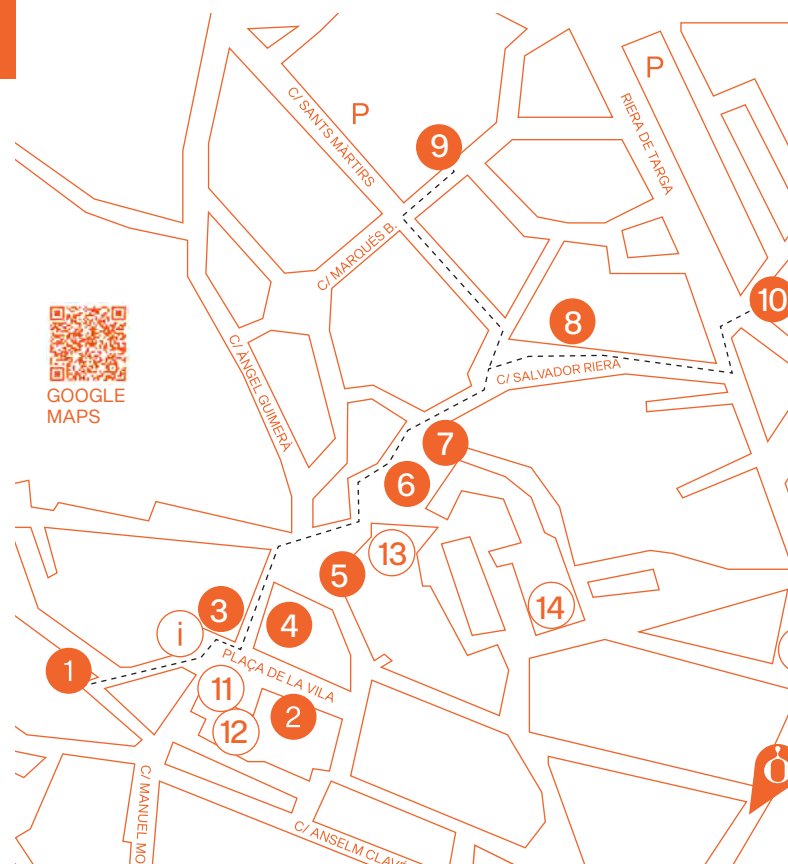 P
P
C/ SANTS MÀRTIRS
RIERA DE TARGA
9
C/ MARQUÉS B.
10
8
GOOGLE
MAPS
C/ ÀNGEL GUIMERÀ
C/ SALVADOR RIERA
7
6
13
5
14
3
i
4
1
PLAÇA DE LA VILA
11
2
12
C/ MANUEL MO
C/ ANSELM CLAVÉ